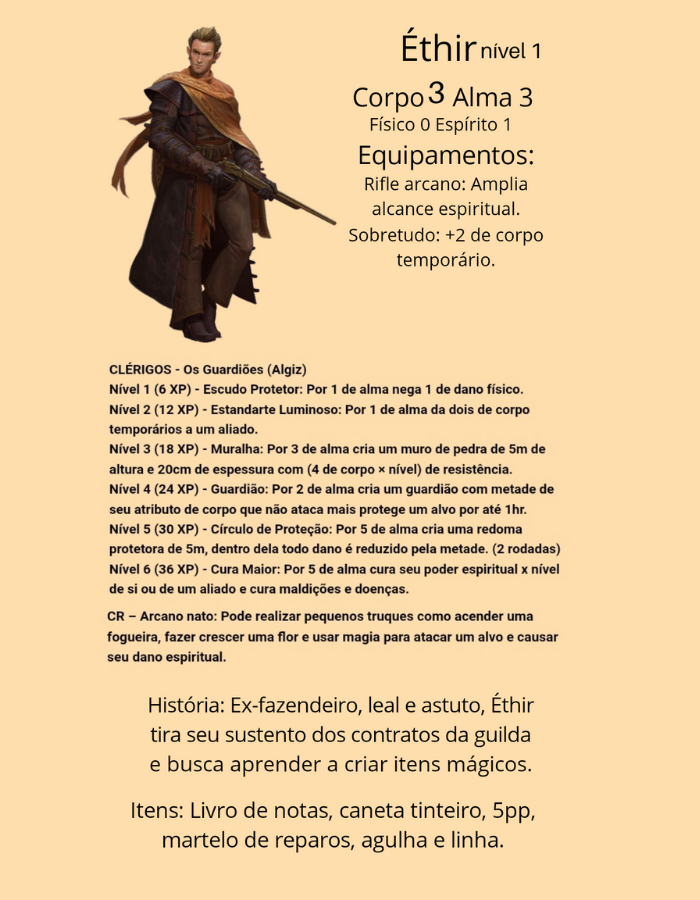 Éthir nível 1
Corpo 3 Alma 3
Físico 0 Espírito 1
Equipamentos:
Rifle arcano: Amplia
alcance espiritual.
Sobretudo: +2 de corpo
temporário.
CLÉRIGOS - Os Guardiões (Algiz)
Nível 1 (6 XP) - Escudo Protetor: Por 1 de alma nega 1 de dano físico.
Nível 2 (12 XP) - Estandarte Luminoso: Por 1 de alma da dois de corpo
temporários a um aliado.
Nível 3 (18 XP) - Muralha: Por 3 de alma cria um muro de pedra de 5m de
altura e 20cm de espessura com (4 de corpo × nível) de resistência.
Nível 4 (24 XP) - Guardião: Por 2 de alma cria um guardião com metade de
seu atributo de corpo que não ataca mais protege um alvo por até 1hr.
Nível 5 (30 XP) - Círculo de Proteção: Por 5 de alma cria uma redoma
protetora de 5m, dentro dela todo dano é reduzido pela metade. (2 rodadas)
Nível 6 (36 XP) - Cura Maior: Por 5 de alma cura seu poder espiritual x nível
de si ou de um aliado e cura maldições e doenças.
CR – Arcano nato: Pode realizar pequenos truques como acender uma
fogueira, fazer crescer uma flor e usar magia para atacar um alvo e causar
seu dano espiritual.
História: Ex-fazendeiro, leal e astuto, Éthir
tira seu sustento dos contratos da guilda
e busca aprender a criar itens mágicos.
Itens: Livro de notas, caneta tinteiro, 5pp,
martelo de reparos, agulha e linha.